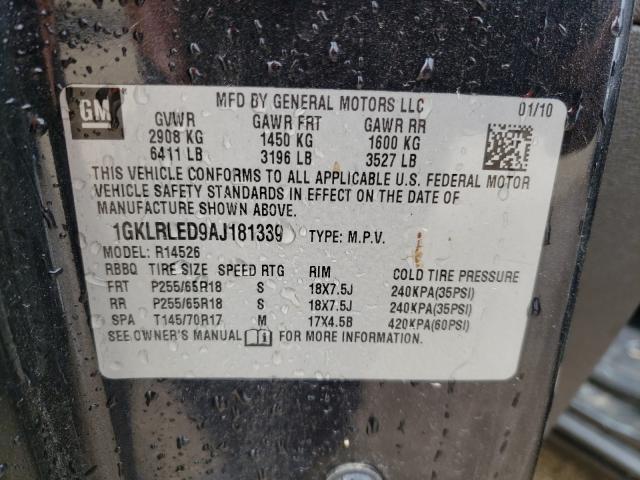 GM MFD BY GENERAL MOTORS LLC 01/10
GVWR GAWR FRT GAWR RR
2908 KG 1450 KG 1600 KG
6411 LB 3196 LB 3527 LB
THIS VEHICLE CONFORMS TO ALL APPLICABLE U.S. FEDERAL MOTOR
VEHICLE SAFETY STANDARDS IN EFFECT ON THE DATE OF
MANUFACTURE SHOWN ABOVE.
1GKLRLED9AJ181339 TYPE: M.P.V.
MODEL: R14526
RBBQ TIRE SIZE SPEED RTG RIM COLD TIRE PRESSURE
FRT P255/65R18 S 18X7.5J 240KPA(35PSI)
RR P255/65R18 S 18X7.5J 240KPA(35PSI)
SPA T145/70R17 M 17X4.5B 420KPA(60PSI)
SEE OWNER'S MANUAL FOR MORE INFORMATION.